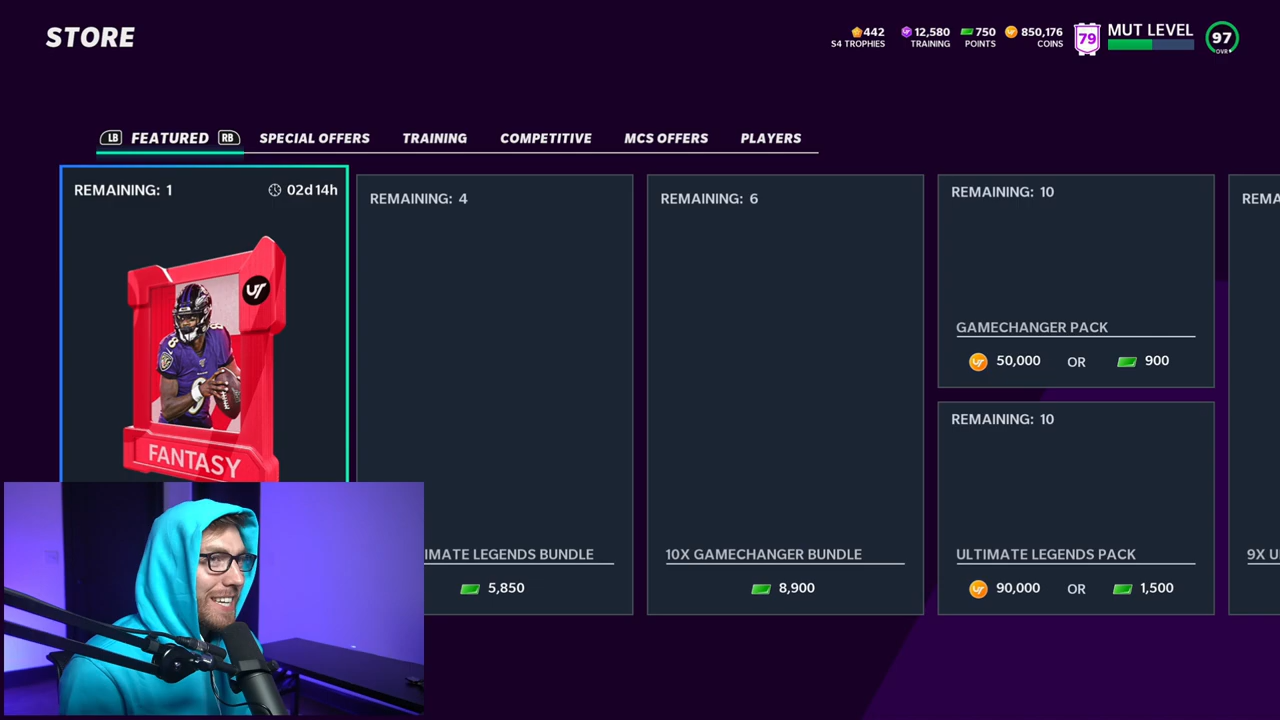 STORE
442
S4 TROPHIES
12,580
TRAINING
750
POINTS
850,176
COINS
79
MUT LEVEL
97
OVR
LB FEATURED RB SPECIAL OFFERS TRAINING COMPETITIVE MCS OFFERS PLAYERS
REMAINING: 1 02d 14h
UT
8
FANTASY
REMAINING: 4
IMATE LEGENDS BUNDLE
5,850
REMAINING: 6
10X GAMECHANGER BUNDLE
8,900
REMAINING: 10
GAMECHANGER PACK
50,000 OR 900
REMAINING: 10
ULTIMATE LEGENDS PACK
90,000 OR 1,500
REMA
9X U